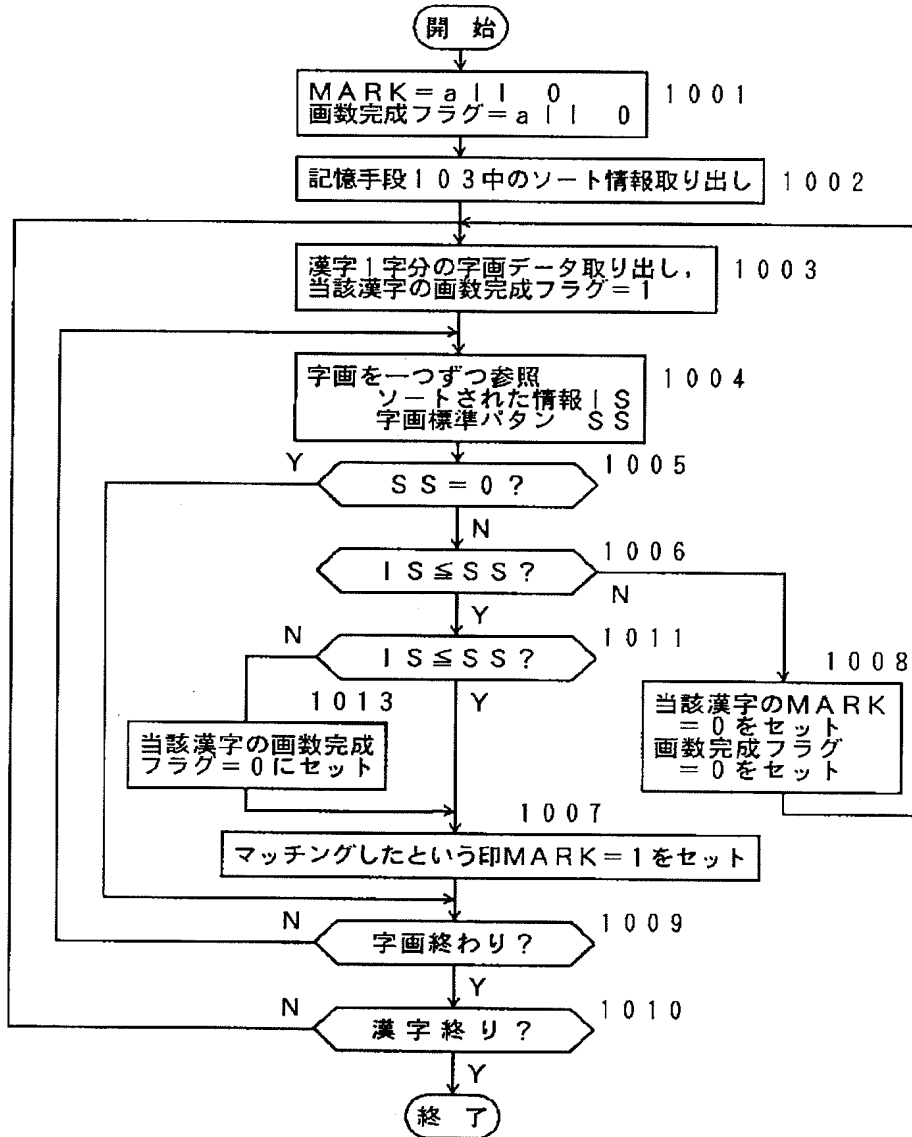 開 始
MARK=all 0
画数完成フラグ=all 0
1001
記憶手段103中のソート情報取り出し
1002
漢字1字分の字画データ取り出し,
当該漢字の画数完成フラグ=1
1003
字画を一つずつ参照
ソートされた情報IS
字画標準パタン SS
1004
Y
SS=0?
1005
N
IS≦SS?
1006
N
Y
N
IS≦SS?
1011
Y
1008
当該漢字のMARK
=0をセット
画数完成フラグ
=0をセット
1013
当該漢字の画数完成
フラグ=0にセット
1007
マッチングしたという印MARK=1をセット
N
字画終わり?
1009
Y
N
漢字終り?
1010
Y
終 了